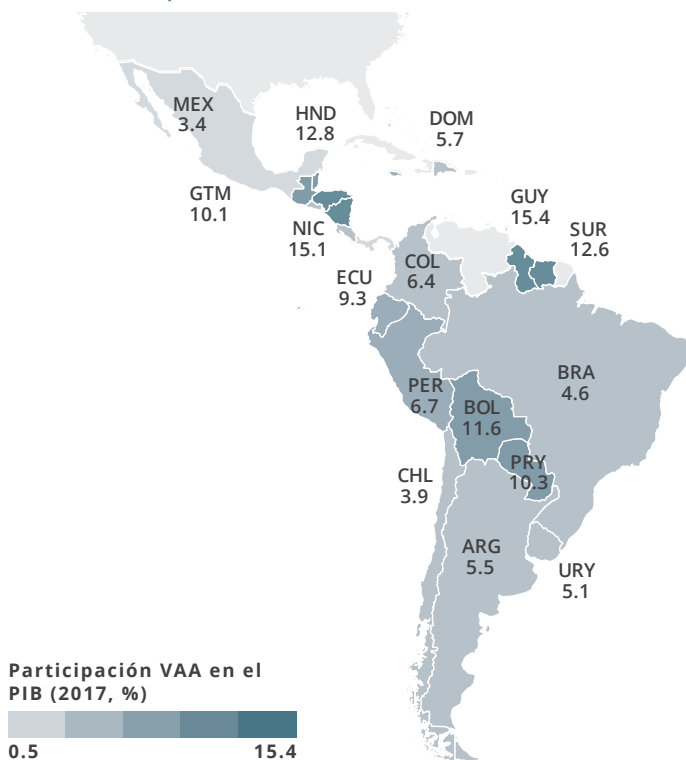 MEX
3.4
HND
12.8
DOM
5.7
GTM
10.1
NIC
15.1
GUY
15.4
SUR
12.6
COL
6.4
ECU
9.3
BRA
4.6
PER
6.7
BOL
11.6
PRY
10.3
CHL
3.9
ARG
5.5
URY
5.1
Participación VAA en el
PIB (2017, %)
0.5 15.4